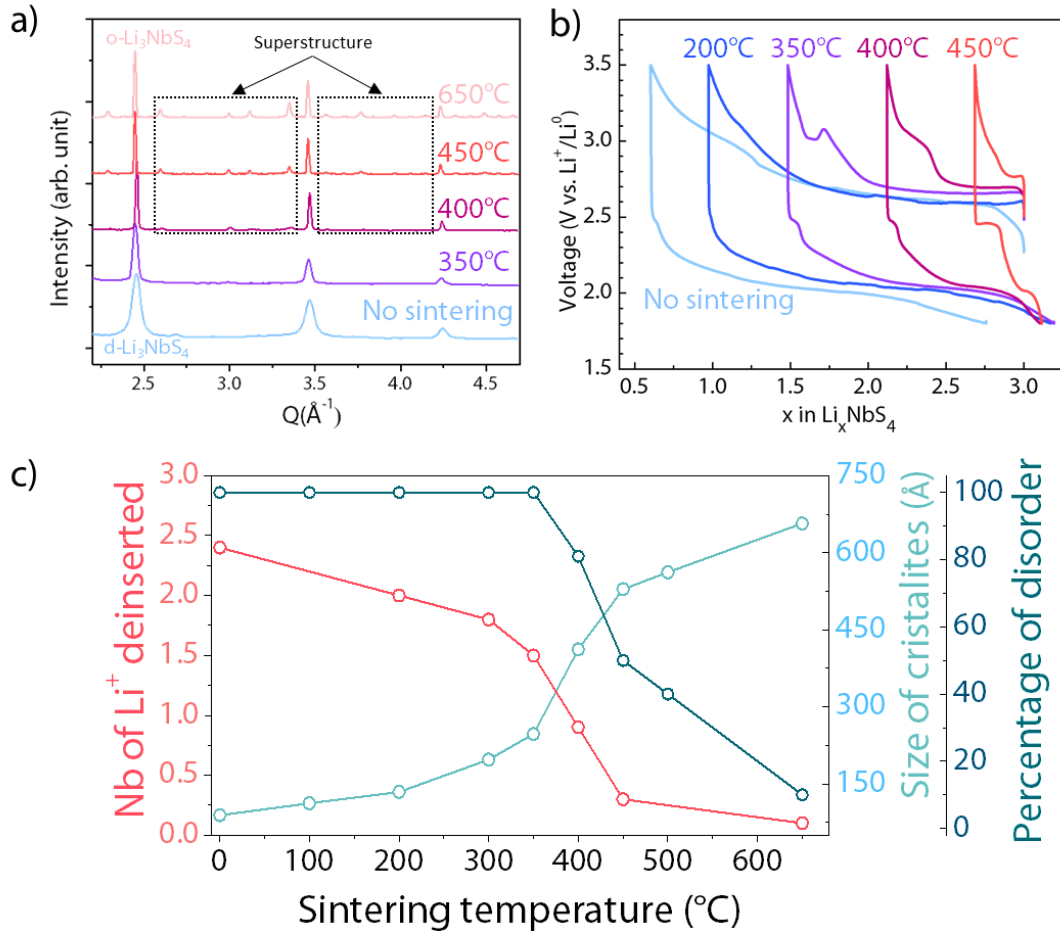 a)
o-Li₃NbS₄
Superstructure
650°C
450°C
400°C
350°C
No sintering
d-Li₃NbS₄
Intensity (arb. unit)
2.5 3.0 3.5 4.0 4.5
Q(Å⁻¹)
b)
200°C 350°C 400°C 450°C
No sintering
Voltage (V vs. Li⁺/Li⁰)
3.5
3.0
2.5
2.0
1.5
0.5 1.0 1.5 2.0 2.5 3.0
x in LiₓNbS₄
c)
Nb of Li⁺ deinserted
3.0
2.5
2.0
1.5
1.0
0.5
0.0
750
600
450
300
150
Size of cristalites (Å)
100
80
60
40
20
0
Percentage of disorder
0 100 200 300 400 500 600
Sintering temperature (°C)